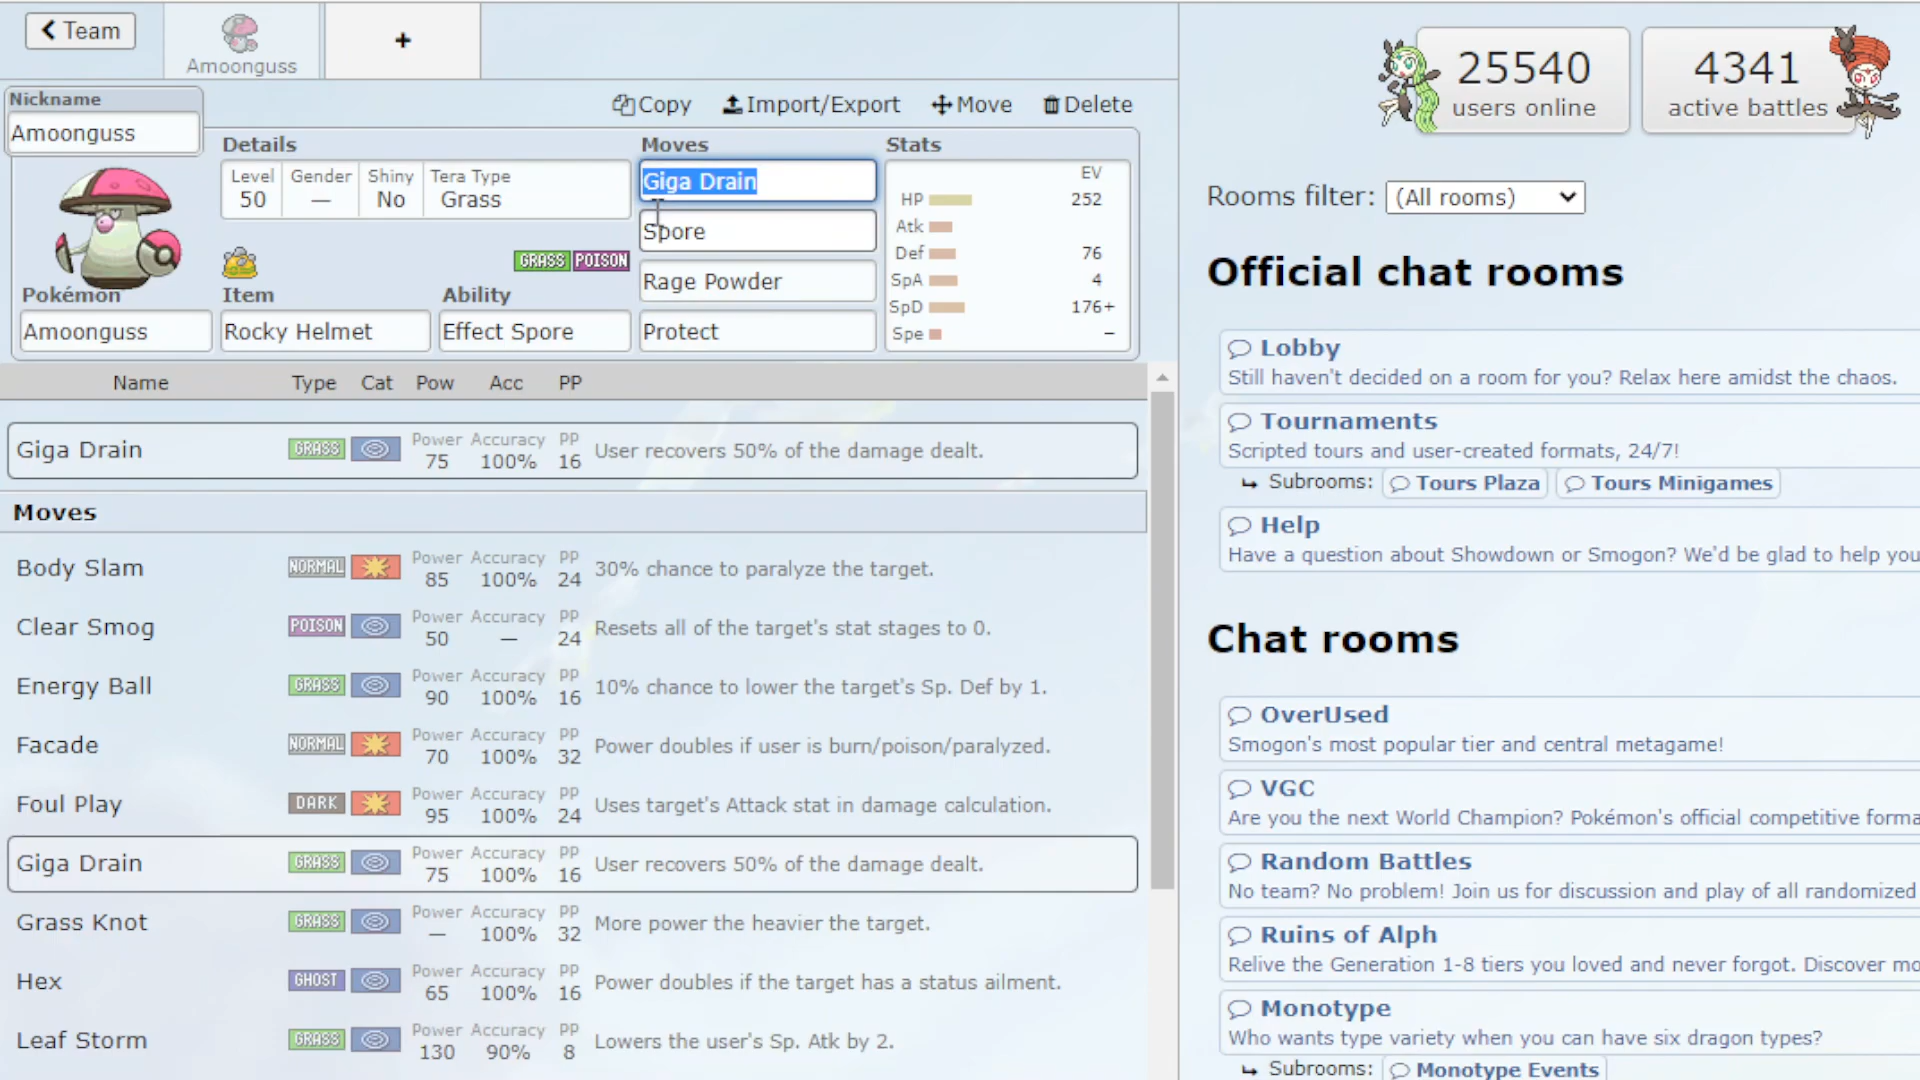 Team
Amoonguss
+
Nickname
Amoonguss
Copy
Import/Export
Move
Delete
Details
Level
50
Gender
—
Shiny
No
Tera Type
Grass
GRASS
POISON
Pokémon
Amoonguss
Item
Rocky Helmet
Ability
Effect Spore
Moves
Giga Drain
Spore
Rage Powder
Protect
Stats
EV
HP 252
Atk
Def 76
SpA 4
SpD 176+
Spe –
Name Type Cat Pow Acc PP
Giga Drain GRASS Power 75 Accuracy 100% PP 16 User recovers 50% of the damage dealt.
Moves
Body Slam NORMAL Power 85 Accuracy 100% PP 24 30% chance to paralyze the target.
Clear Smog POISON Power 50 Accuracy — PP 24 Resets all of the target's stat stages to 0.
Energy Ball GRASS Power 90 Accuracy 100% PP 16 10% chance to lower the target's Sp. Def by 1.
Facade NORMAL Power 70 Accuracy 100% PP 32 Power doubles if user is burn/poison/paralyzed.
Foul Play DARK Power 95 Accuracy 100% PP 24 Uses target's Attack stat in damage calculation.
Giga Drain GRASS Power 75 Accuracy 100% PP 16 User recovers 50% of the damage dealt.
Grass Knot GRASS Power — Accuracy 100% PP 32 More power the heavier the target.
Hex GHOST Power 65 Accuracy 100% PP 16 Power doubles if the target has a status ailment.
Leaf Storm GRASS Power 130 Accuracy 90% PP 8 Lowers the user's Sp. Atk by 2.
25540
users online
4341
active battles
Rooms filter: (All rooms)
Official chat rooms
Lobby
Still haven't decided on a room for you? Relax here amidst the chaos.
Tournaments
Scripted tours and user-created formats, 24/7!
Subrooms: Tours Plaza Tours Minigames
Help
Have a question about Showdown or Smogon? We'd be glad to help you
Chat rooms
OverUsed
Smogon's most popular tier and central metagame!
VGC
Are you the next World Champion? Pokémon's official competitive forma
Random Battles
No team? No problem! Join us for discussion and play of all randomized
Ruins of Alph
Relive the Generation 1-8 tiers you loved and never forgot. Discover mo
Monotype
Who wants type variety when you can have six dragon types?
Subrooms: Monotype Events